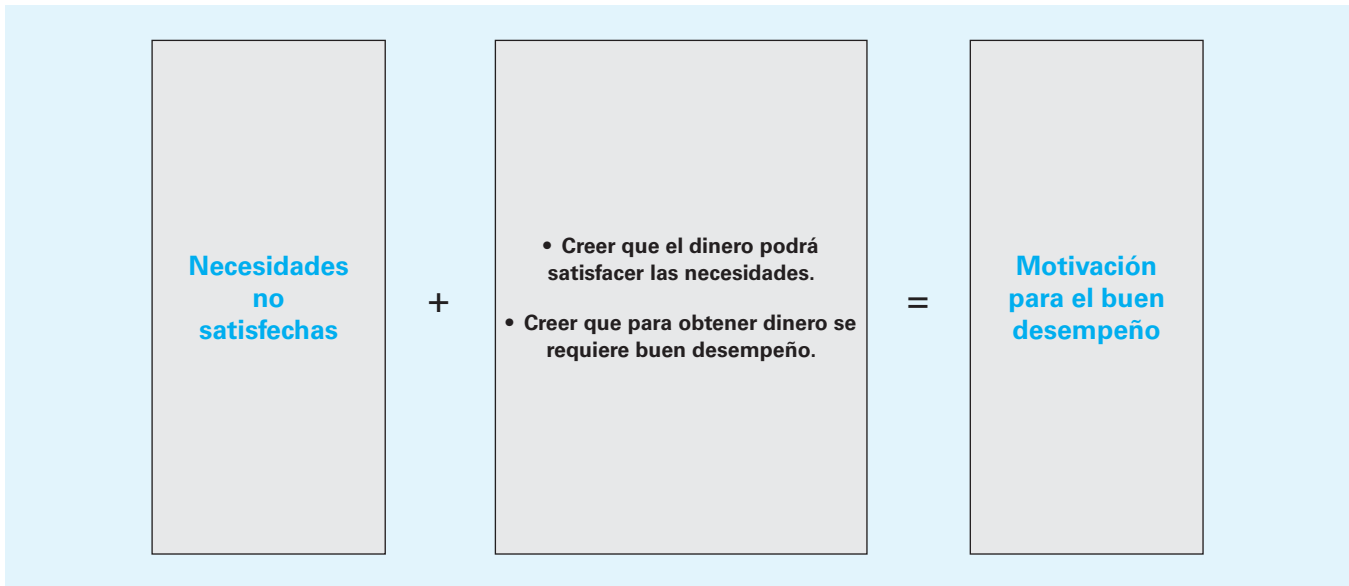 Necesidades
no
satisfechas
+
• Creer que el dinero podrá
satisfacer las necesidades.
• Creer que para obtener dinero se
requiere buen desempeño.
=
Motivación
para el buen
desempeño